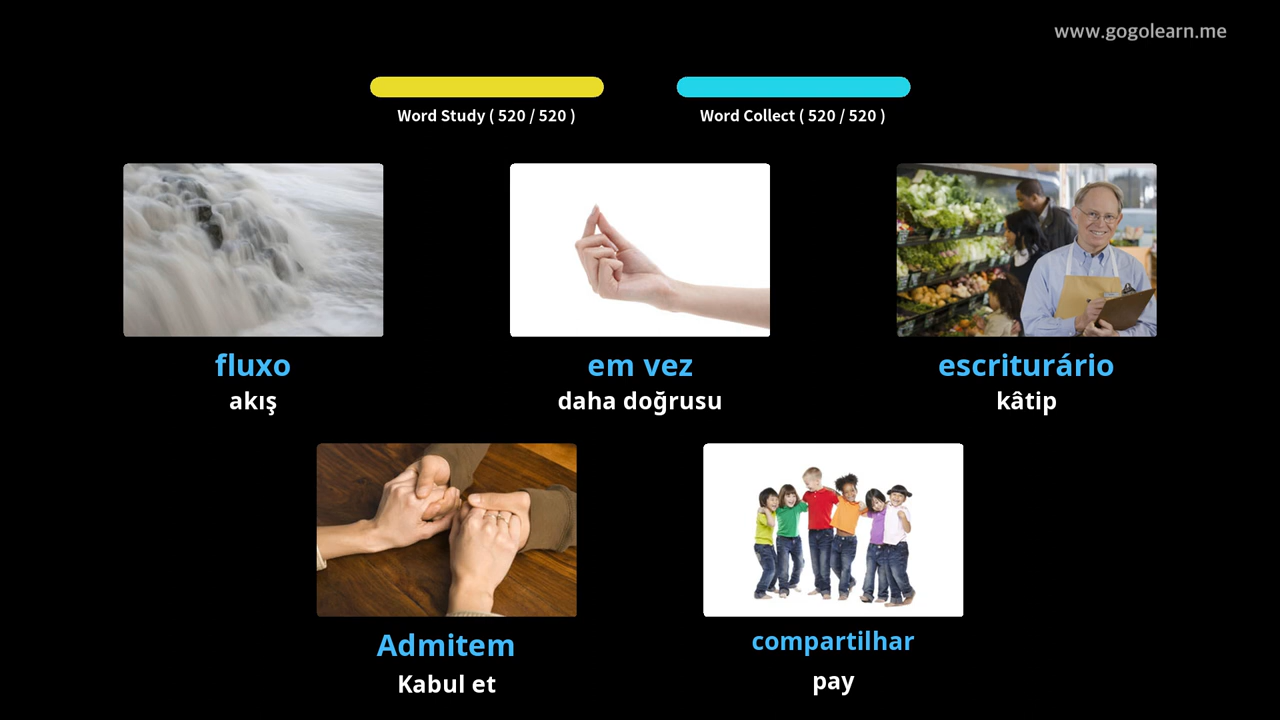 www.gogolearn.me
Word Study ( 520 / 520 )
Word Collect ( 520 / 520 )
fluxo
akış
em vez
daha doğrusu
escriturário
kâtip
Admitem
Kabul et
compartilhar
pay